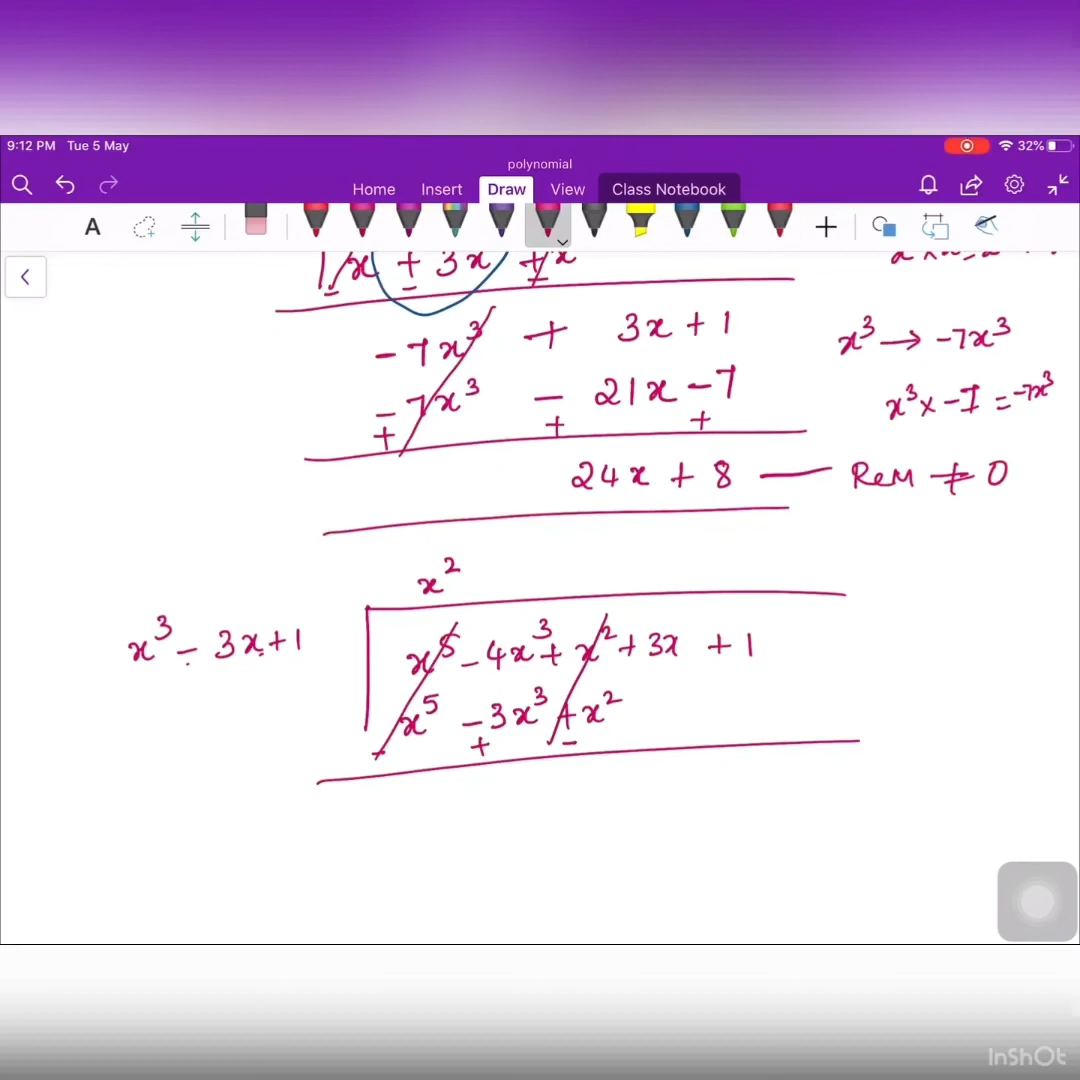 9:12 PM Tue 5 May 32%
polynomial
Home Insert Draw View Class Notebook
A
+ 3x + x
- 7x³ + 3x + 1 x³ → -7x³
- 7x³ - 21x - 7 x³ x -7 = -7x³
+ + +
24x + 8 — Rem ≠ 0
x²
x³ - 3x + 1 x⁵ - 4x³ + x² + 3x + 1
x⁵ - 3x³ + x²
- + -
InShOt